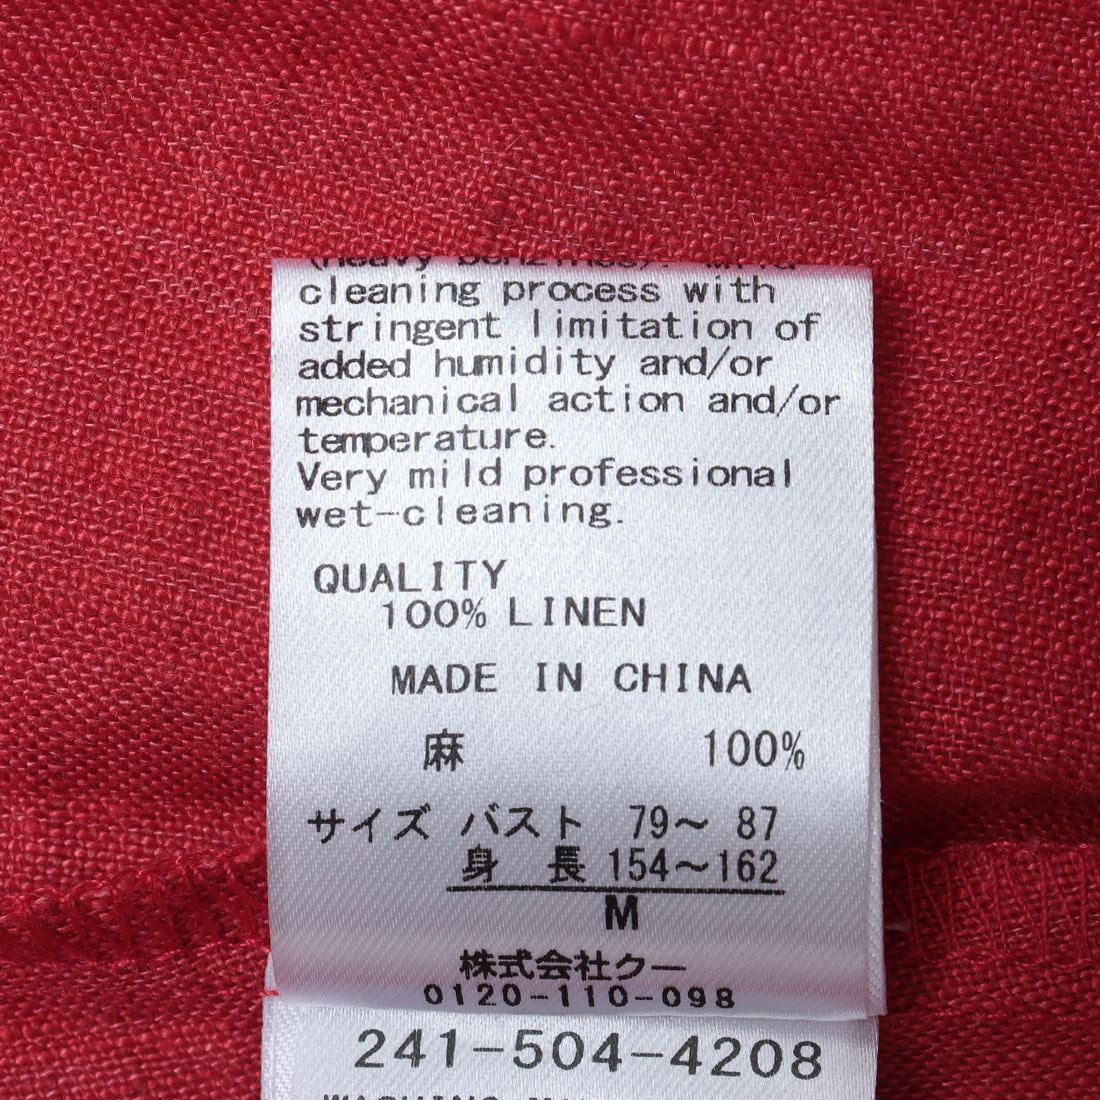 cleaning process with
stringent limitation of
added humidity and/or
mechanical action and/or
temperature.
Very mild professional
wet-cleaning.
QUALITY
100% LINEN
MADE IN CHINA
麻 100%
サイズ バスト 79〜 87
身 長 154〜162
M
株式会社クー
0120-110-098
241-504-4208